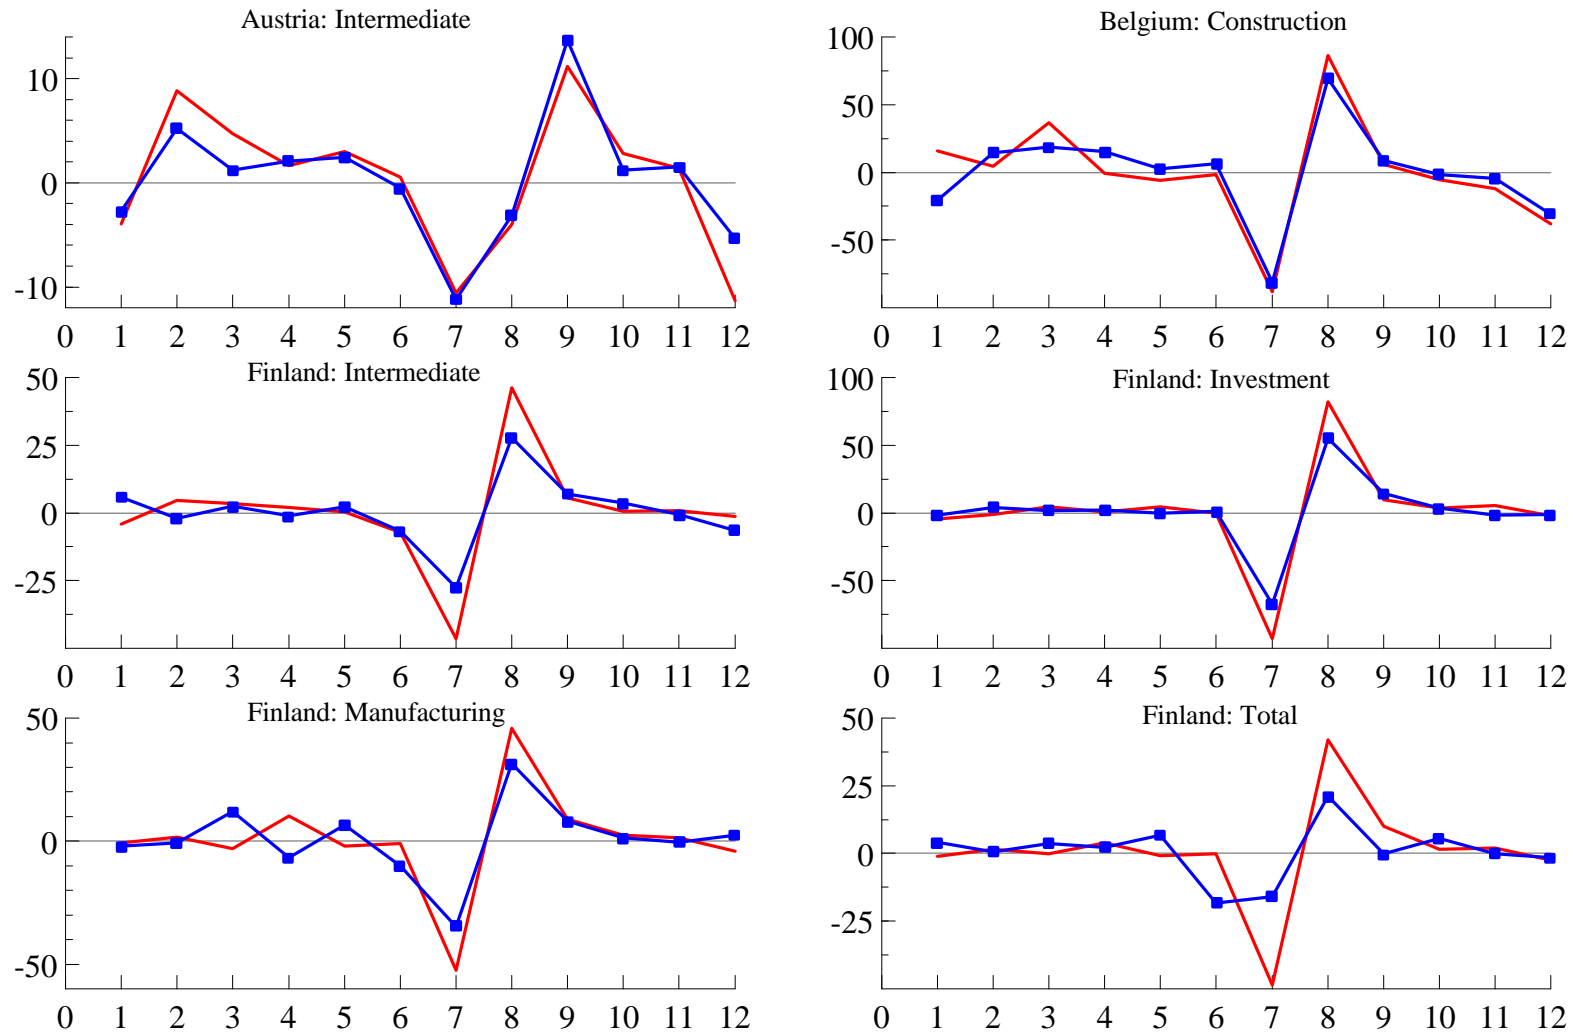 Austria: Intermediate
10
0
-10
0 1 2 3 4 5 6 7 8 9 10 11 12
Belgium: Construction
100
50
0
-50
0 1 2 3 4 5 6 7 8 9 10 11 12
Finland: Intermediate
50
25
0
-25
0 1 2 3 4 5 6 7 8 9 10 11 12
Finland: Investment
100
50
0
-50
0 1 2 3 4 5 6 7 8 9 10 11 12
Finland: Manufacturing
50
0
-50
0 1 2 3 4 5 6 7 8 9 10 11 12
Finland: Total
50
25
0
-25
0 1 2 3 4 5 6 7 8 9 10 11 12